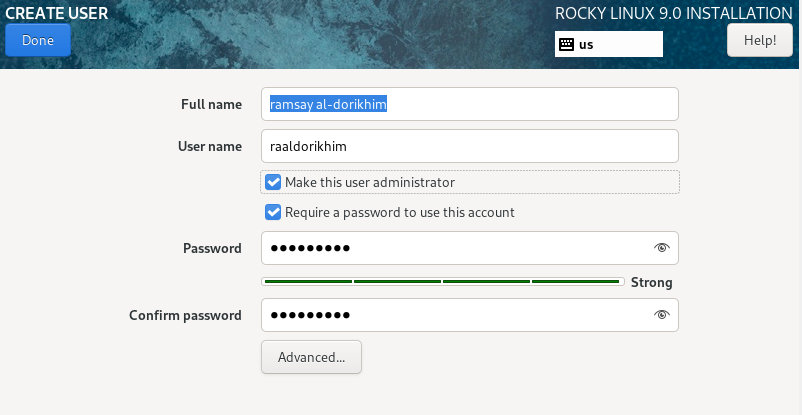 CREATE USER
ROCKY LINUX 9.0 INSTALLATION
Done
us
Help!
Full name
ramsay al-dorikhim
User name
raaldorikhim
Make this user administrator
Require a password to use this account
Password
●●●●●●●●●
Strong
Confirm password
●●●●●●●●●
Advanced...